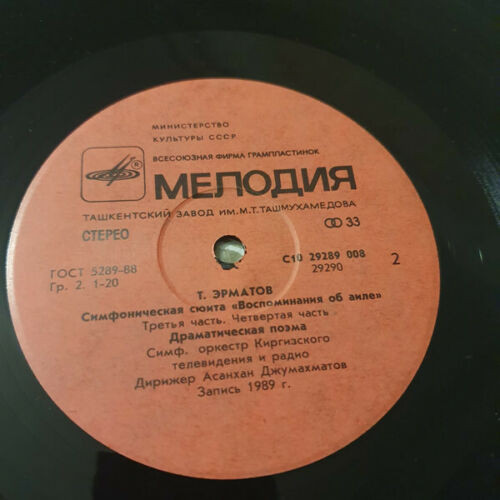 МИНИСТЕРСТВО
КУЛЬТУРЫ СССР
ВСЕСОЮЗНАЯ ФИРМА ГРАМПЛАСТИНОК
МЕЛОДИЯ
ТАШКЕНТСКИЙ ЗАВОД ИМ. М.Т. ТАШМУХАМЕДОВА
СТЕРЕО 33
ГОСТ 5289-88 С10 29289 008
Гр. 2. 1-20 29290 2
Т. ЭРМАТОВ
Симфоническая сюита «Воспоминания об аиле»
Третья часть. Четвертая часть
Драматическая поэма
Симф. оркестр Киргизского
телевидения и радио
Дирижер Асанхан Джумахматов
Запись 1989 г.